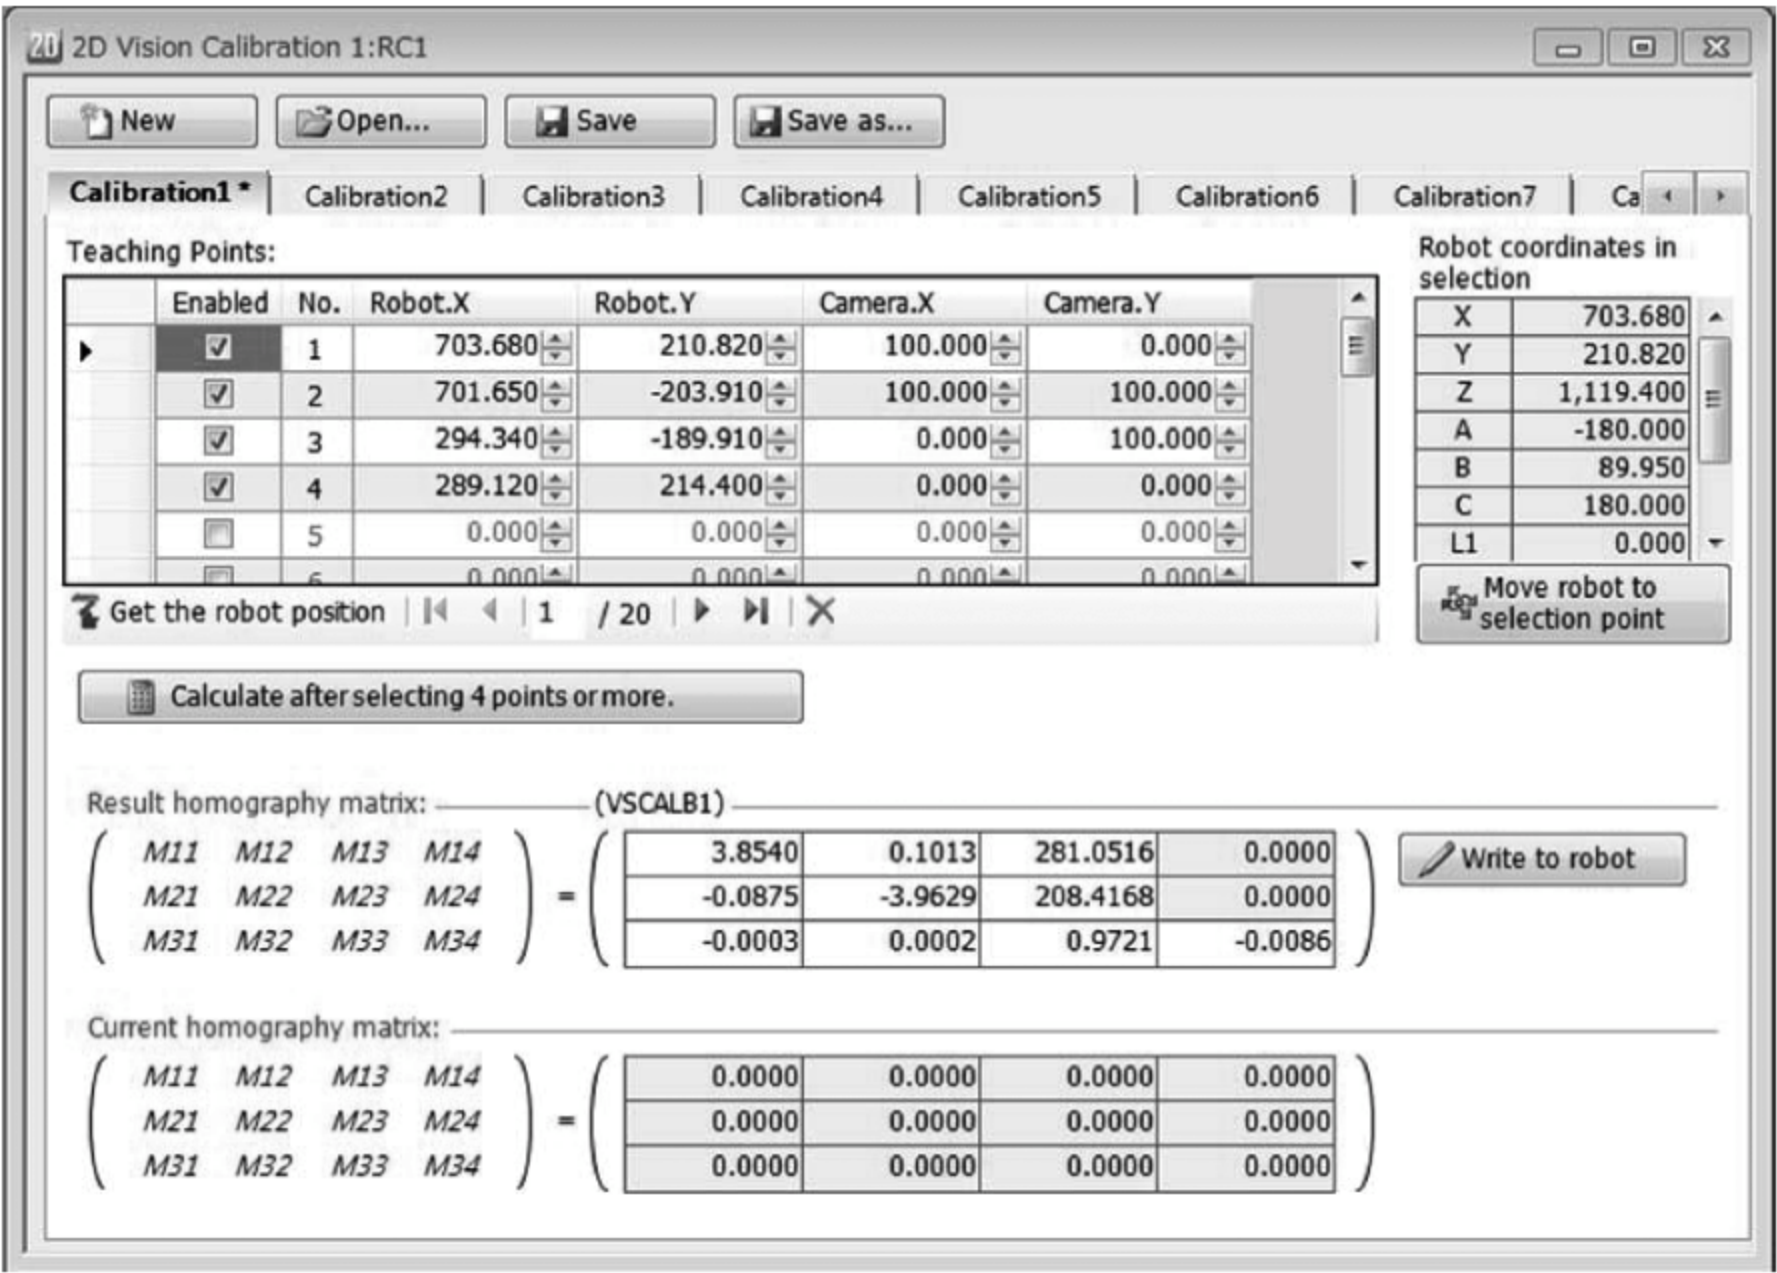 2D 2D Vision Calibration 1:RC1
New Open... Save Save as...
Calibration1 * Calibration2 Calibration3 Calibration4 Calibration5 Calibration6 Calibration7 Ca
Teaching Points:
Enabled No. Robot.X Robot.Y Camera.X Camera.Y
1 703.680 210.820 100.000 0.000
2 701.650 -203.910 100.000 100.000
3 294.340 -189.910 0.000 100.000
4 289.120 214.400 0.000 0.000
5 0.000 0.000 0.000 0.000
6 0.000 0.000 0.000 0.000
Get the robot position 1 / 20
Robot coordinates in
selection
X 703.680
Y 210.820
Z 1,119.400
A -180.000
B 89.950
C 180.000
L1 0.000
Move robot to
selection point
Calculate after selecting 4 points or more.
Result homography matrix: (VSCALB1)
M11 M12 M13 M14 3.8540 0.1013 281.0516 0.0000
M21 M22 M23 M24 = -0.0875 -3.9629 208.4168 0.0000
M31 M32 M33 M34 -0.0003 0.0002 0.9721 -0.0086
Write to robot
Current homography matrix:
M11 M12 M13 M14 0.0000 0.0000 0.0000 0.0000
M21 M22 M23 M24 = 0.0000 0.0000 0.0000 0.0000
M31 M32 M33 M34 0.0000 0.0000 0.0000 0.0000